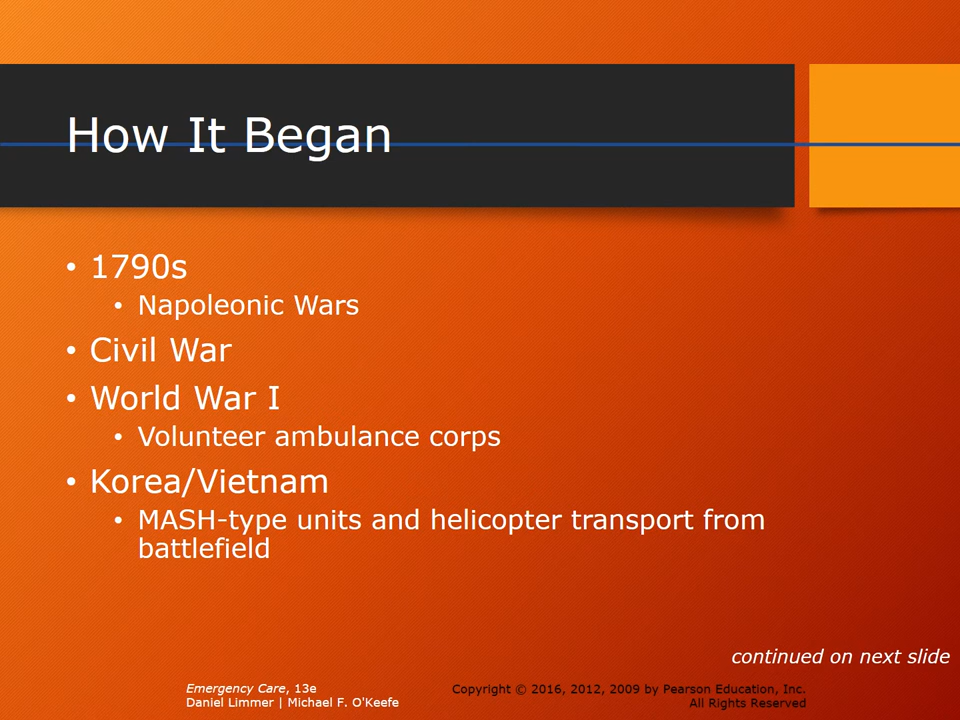 How It Began
• 1790s
• Napoleonic Wars
• Civil War
• World War I
• Volunteer ambulance corps
• Korea/Vietnam
• MASH-type units and helicopter transport from
battlefield
continued on next slide
Emergency Care, 13e
Daniel Limmer | Michael F. O'Keefe
Copyright © 2016, 2012, 2009 by Pearson Education, Inc.
All Rights Reserved